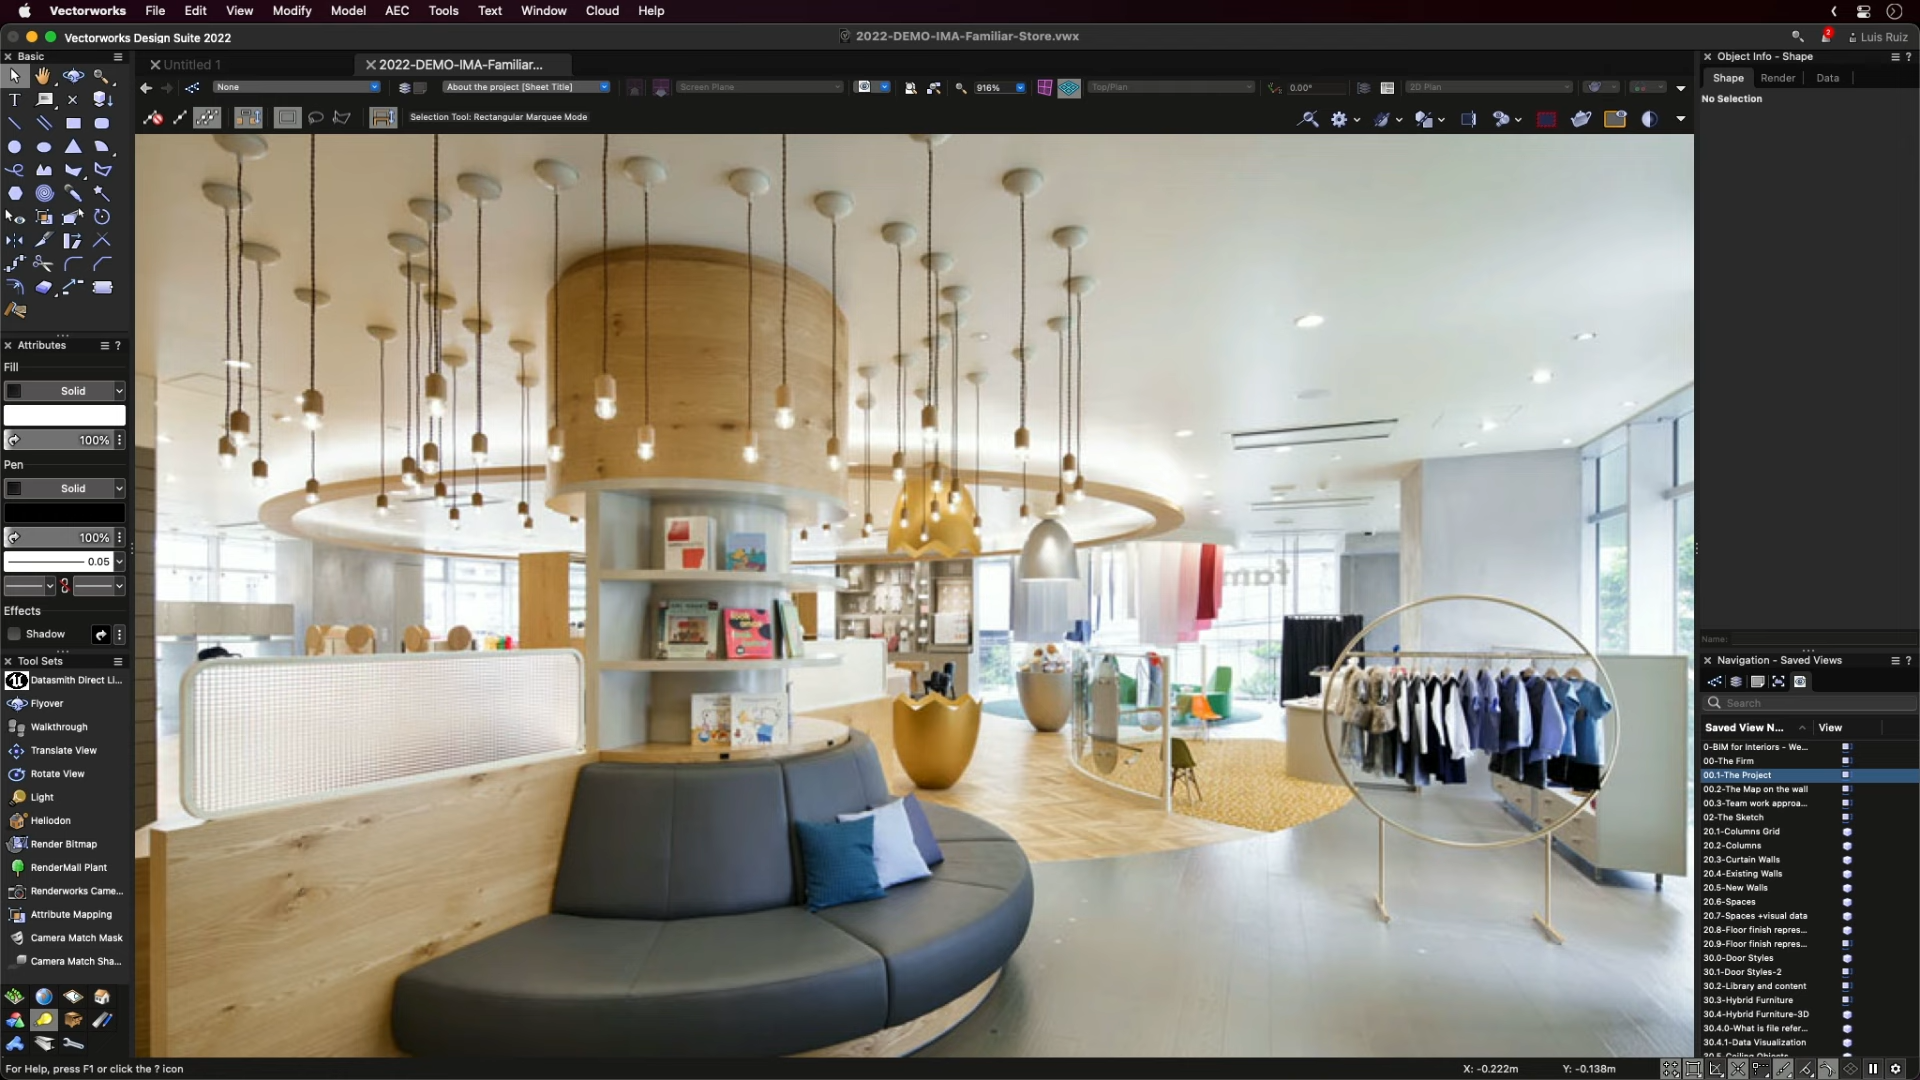 Vectorworks File Edit View Modify Model AEC Tools Text Window Cloud Help
Vectorworks Design Suite 2022
2022-DEMO-IMA-Familiar-Store.vwx
2
Luis Ruiz
Basic
Untitled 1
2022-DEMO-IMA-Familiar...
None
About the project [Sheet Title]
Screen Plane
916%
Top/Plan
0.00°
2D Plan
Selection Tool: Rectangular Marquee Mode
Object Info - Shape
Shape Render Data
No Selection
Attributes
Fill
Solid
100%
Pen
Solid
100%
0.05
Effects
Shadow
Tool Sets
Datasmith Direct Li...
Flyover
Walkthrough
Translate View
Rotate View
Light
Heliodon
Render Bitmap
RenderMall Plant
Renderworks Came...
Attribute Mapping
Camera Match Mask
Camera Match Sha...
Name:
Navigation - Saved Views
Search
Saved View N... View
0-BIM for Interiors - We...
00-The Firm
00.1-The Project
00.2-The Map on the wall
00.3-Team work approa...
02-The Sketch
20.1-Columns Grid
20.2-Columns
20.3-Curtain Walls
20.4-Existing Walls
20.5-New Walls
20.6-Spaces
20.7-Spaces +visual data
20.8-Floor finish repres...
20.9-Floor finish repres...
30.0-Door Styles
30.1-Door Styles-2
30.2-Library and content
30.3-Hybrid Furniture
30.4-Hybrid Furniture-3D
30.4.0-What is file refer...
30.4.1-Data Visualization
30.5-Ceiling Objects
For Help, press F1 or click the ? icon
X: -0.222m Y: -0.138m